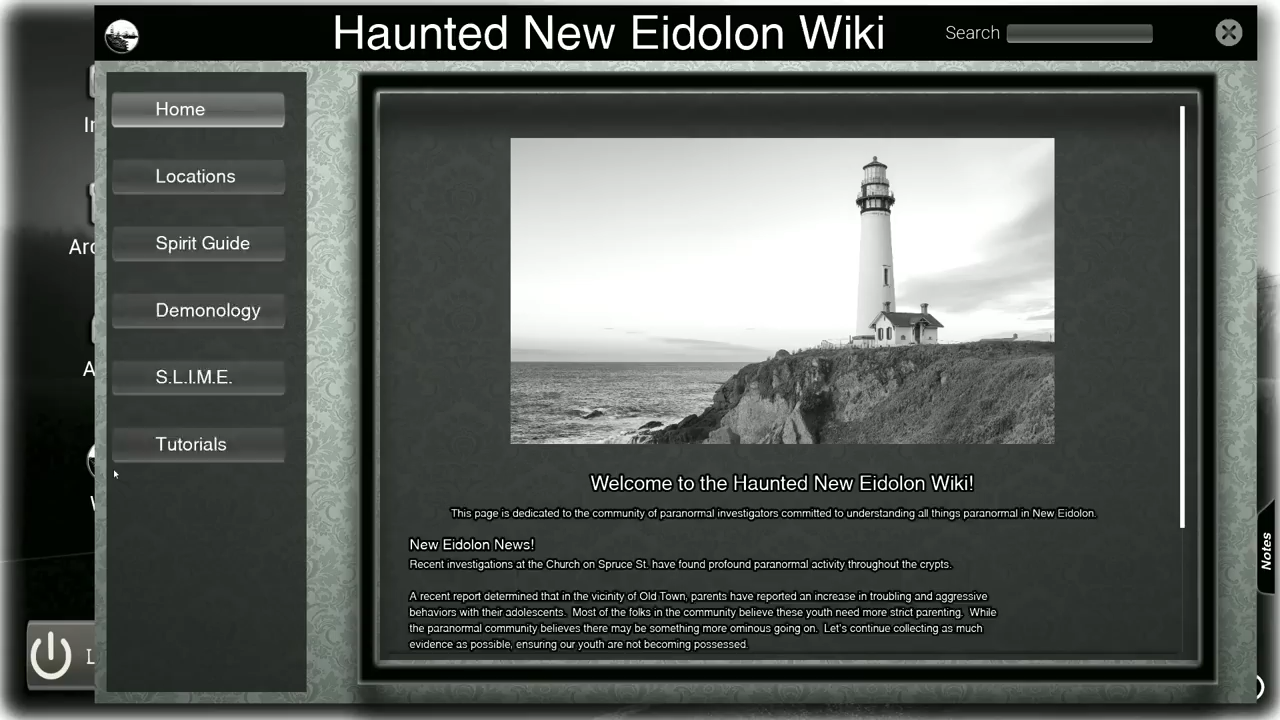 Haunted New Eidolon Wiki
Search
Home
Locations
Spirit Guide
Demonology
S.L.I.M.E.
Tutorials
Welcome to the Haunted New Eidolon Wiki!
This page is dedicated to the community of paranormal investigators committed to understanding all things paranormal in New Eidolon.
New Eidolon News!
Recent investigations at the Church on Spruce St. have found profound paranormal activity throughout the crypts.
A recent report determined that in the vicinity of Old Town, parents have reported an increase in troubling and aggressive
behaviors with their adolescents. Most of the folks in the community believe these youth need more strict parenting. While
the paranormal community believes there may be something more ominous going on. Let's continue collecting as much
evidence as possible, ensuring our youth are not becoming possessed.
Notes